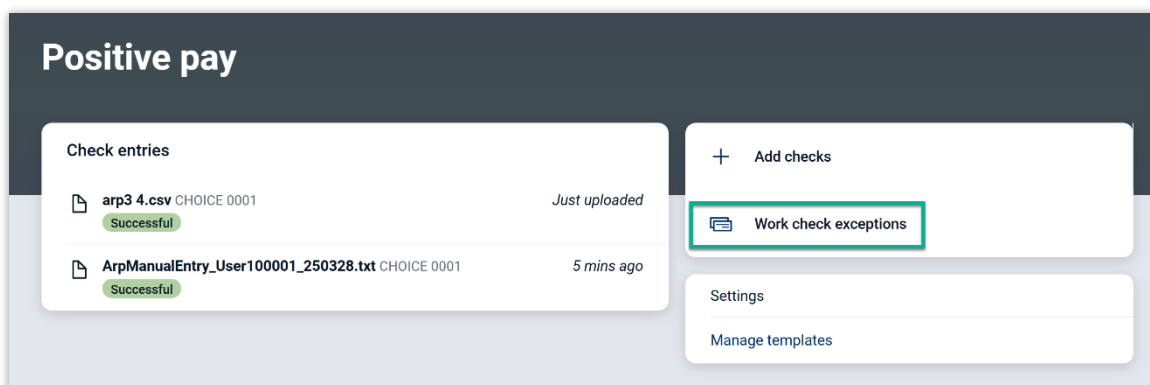 Positive pay
Check entries
arp3 4.csv CHOICE 0001
Just uploaded
Successful
ArpManualEntry_User100001_250328.txt CHOICE 0001
5 mins ago
Successful
Add checks
Work check exceptions
Settings
Manage templates